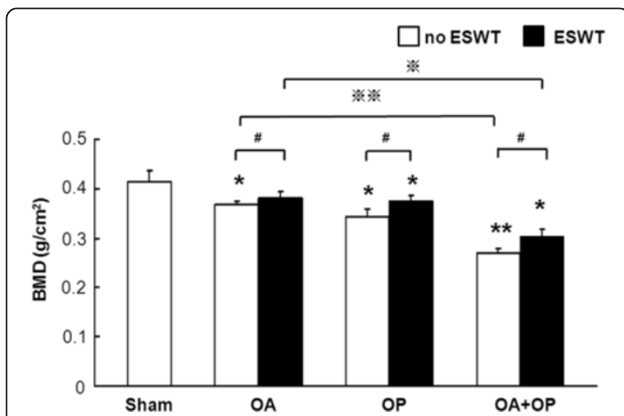 no ESWT ESWT
※
※※
# # #
* * * ** *
0.5
0.4
0.3
0.2
0.1
0
BMD (g/cm²)
Sham OA OP OA+OP